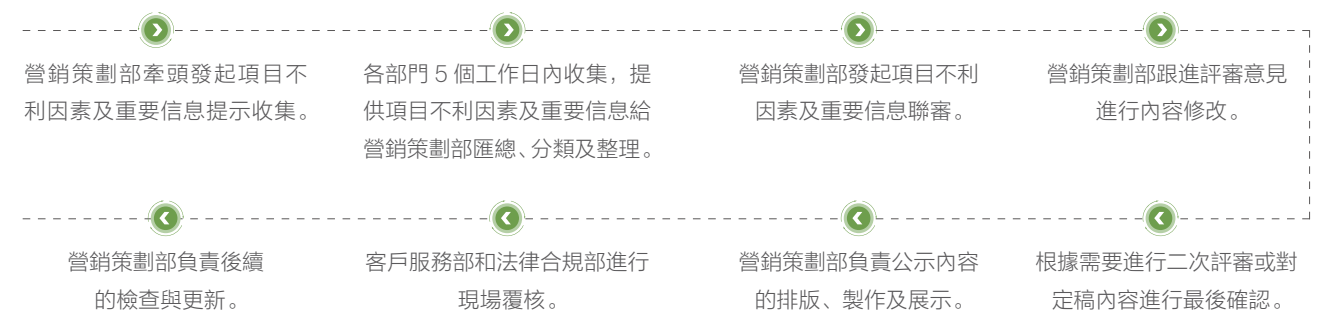 營銷策劃部牽頭發起項目不
利因素及重要信息提示收集。
各部門 5 個工作日內收集，提
供項目不利因素及重要信息給
營銷策劃部匯總、分類及整理。
營銷策劃部發起項目不利
因素及重要信息聯審。
營銷策劃部跟進評審意見
進行內容修改。
根據需要進行二次評審或對
定稿內容進行最後確認。
營銷策劃部負責公示內容
的排版、製作及展示。
客戶服務部和法律合規部進行
現場覆核。
營銷策劃部負責後續
的檢查與更新。